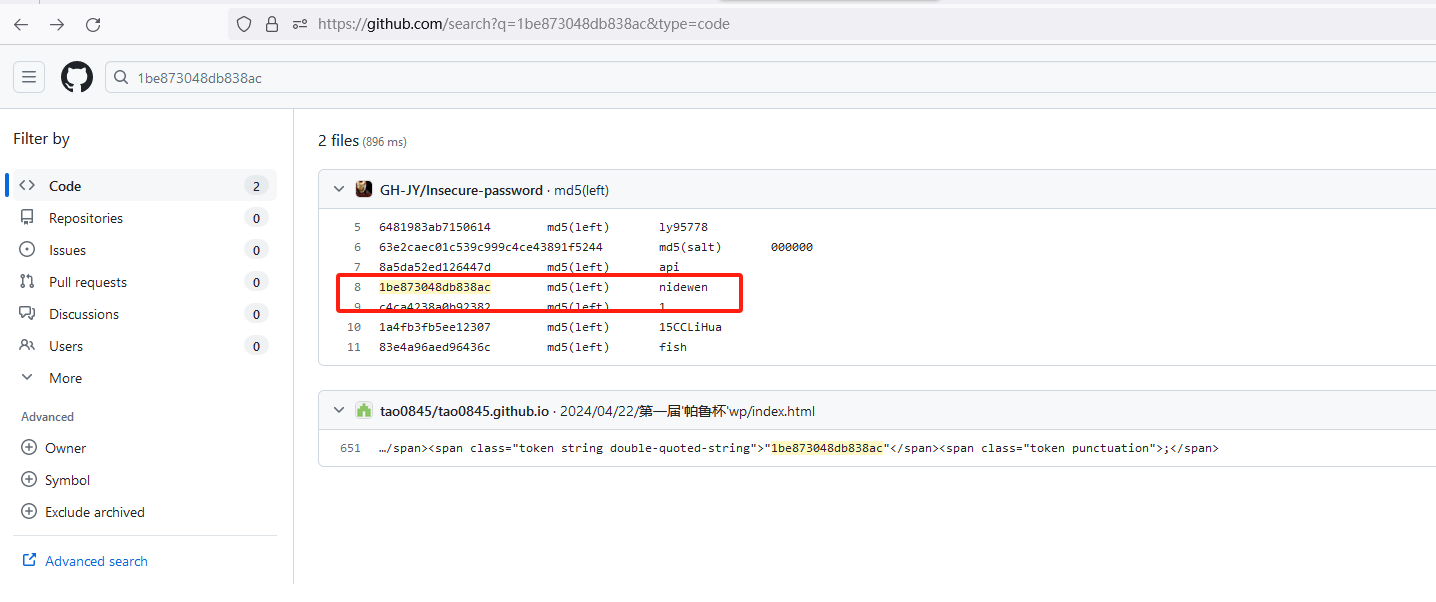 https://github.com/search?q=1be873048db838ac&type=code
1be873048db838ac
Filter by
Code 2
Repositories 0
Issues 0
Pull requests 0
Discussions 0
Users 0
More
Advanced
Owner
Symbol
Exclude archived
Advanced search
2 files (896 ms)
GH-JY/Insecure-password · md5(left)
5 6481983ab7150614 md5(left) ly95778
6 63e2caec01c539c999c4ce43891f5244 md5(salt) 000000
7 8a5da52ed126447d md5(left) api
8 1be873048db838ac md5(left) nidewen
9 c4ca4238a0b92382 md5(left) 1
10 1a4fb3fb5ee12307 md5(left) 15CCLiHua
11 83e4a96aed96436c md5(left) fish
tao0845/tao0845.github.io · 2024/04/22/第一届'帕鲁杯'wp/index.html
651 …/span><span class="token string double-quoted-string">"1be873048db838ac"</span><span class="token punctuation">;</span>